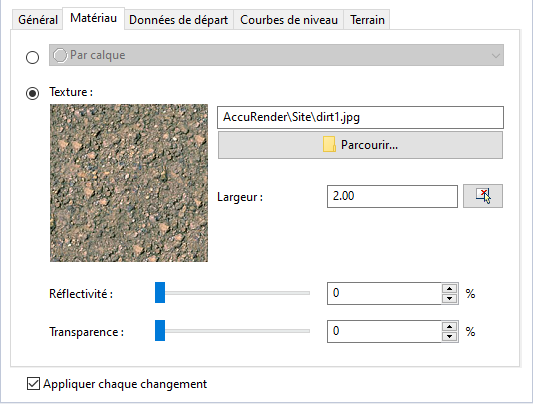 Général Matériau Données de départ Courbes de niveau Terrain
Par calque
Texture :
AccuRender\Site\dirt1.jpg
Parcourir...
Largeur : 2.00
Réflectivité : 0 %
Transparence : 0 %
Appliquer chaque changement